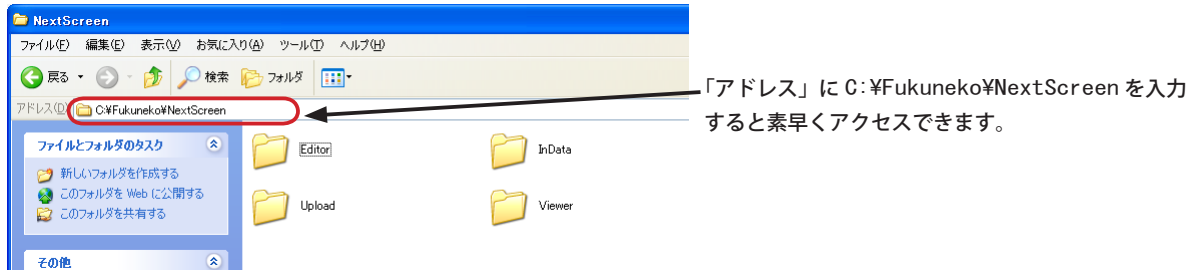 NextScreen
ファイル(F) 編集(E) 表示(V) お気に入り(A) ツール(T) ヘルプ(H)
戻る 検索 フォルダ
アドレス(D) C:¥Fukuneko¥NextScreen
「アドレス」に C:¥Fukuneko¥NextScreen を入力
すると素早くアクセスできます。
ファイルとフォルダのタスク
新しいフォルダを作成する
このフォルダを Web に公開する
このフォルダを共有する
その他
Editor InData
Upload Viewer